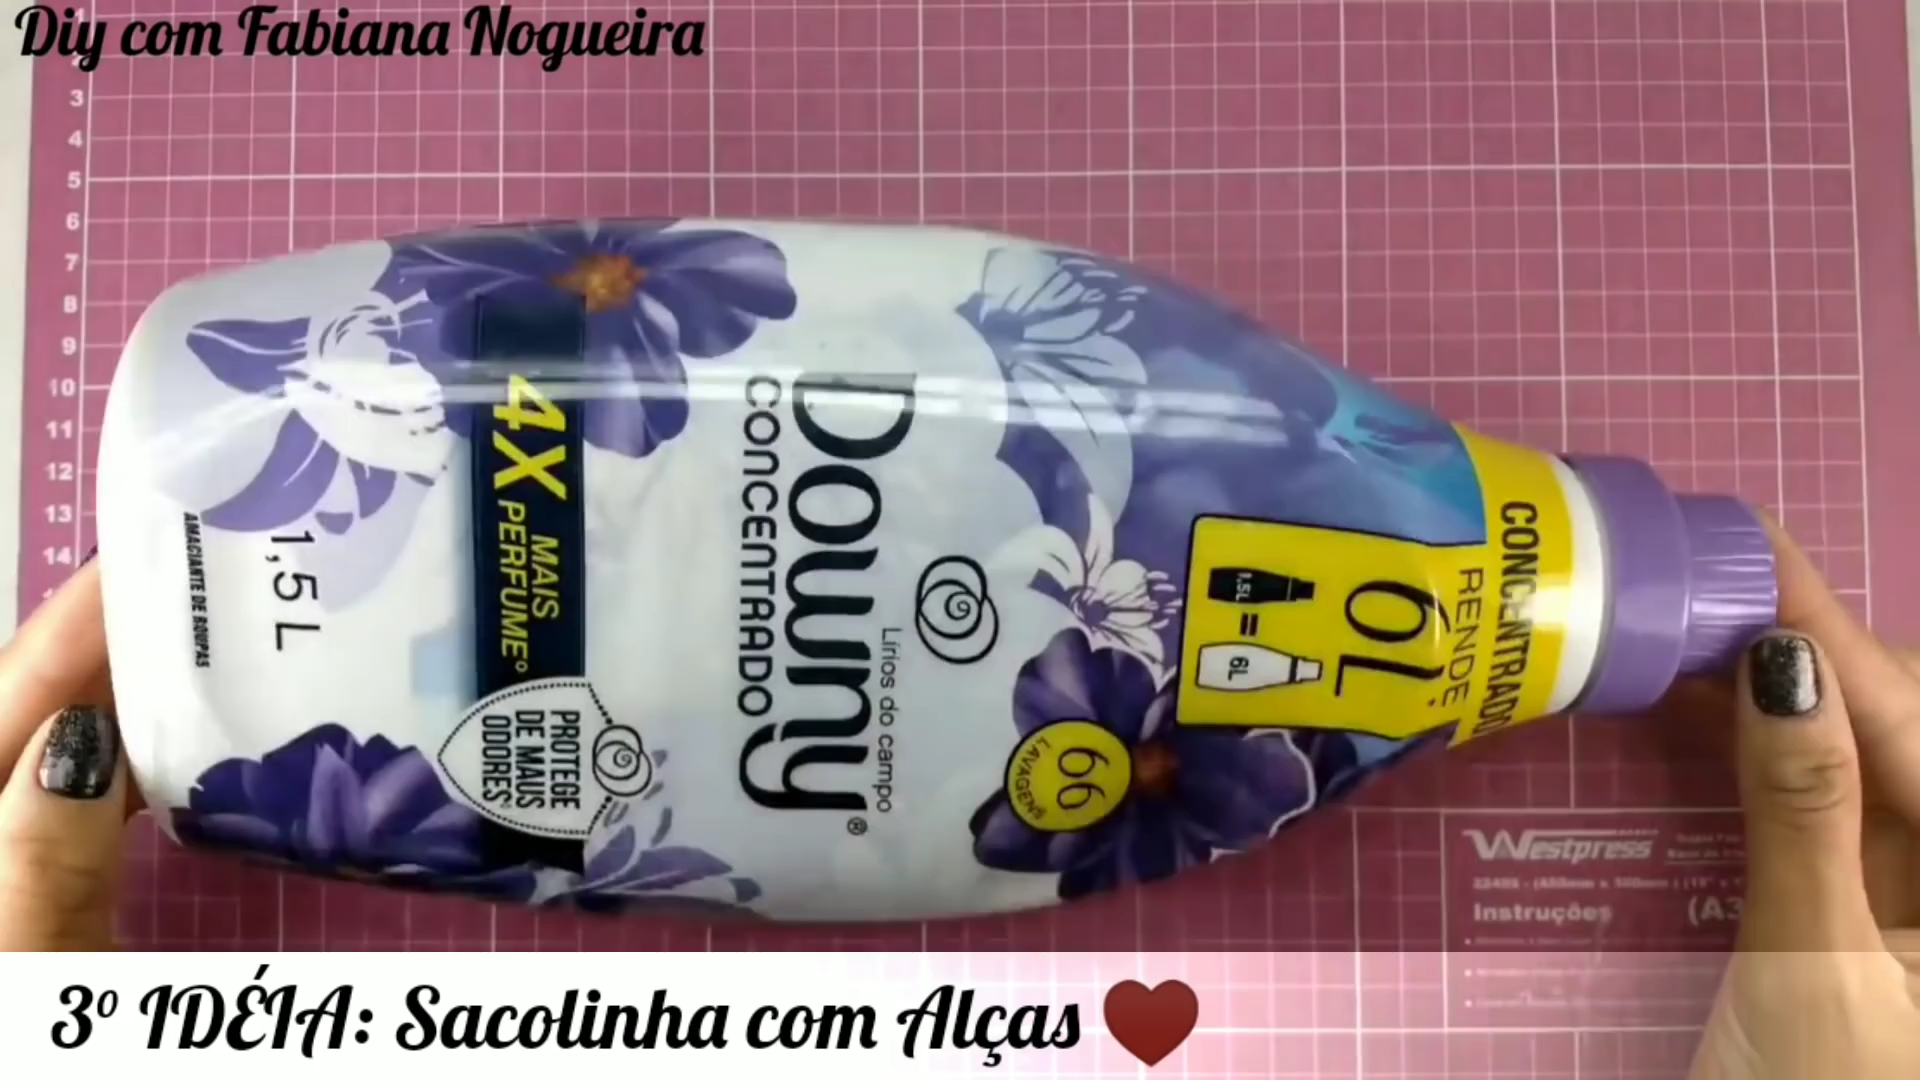 Diy com Fabiana Nogueira
3
4
5
6
7
8
9
10
11
12
13
14
CONCENTRADO
RENDE
6L
1,5L = 6L
Lírios do campo
Downy®
CONCENTRADO
66
LAVAGENS
4X MAIS
PERFUME°
PROTEGE
DE MAUS
ODORES°
1,5 L
AMACIANTE DE ROUPAS
Westpress
Instruções (A3
3º IDÉIA: Sacolinha com Alças